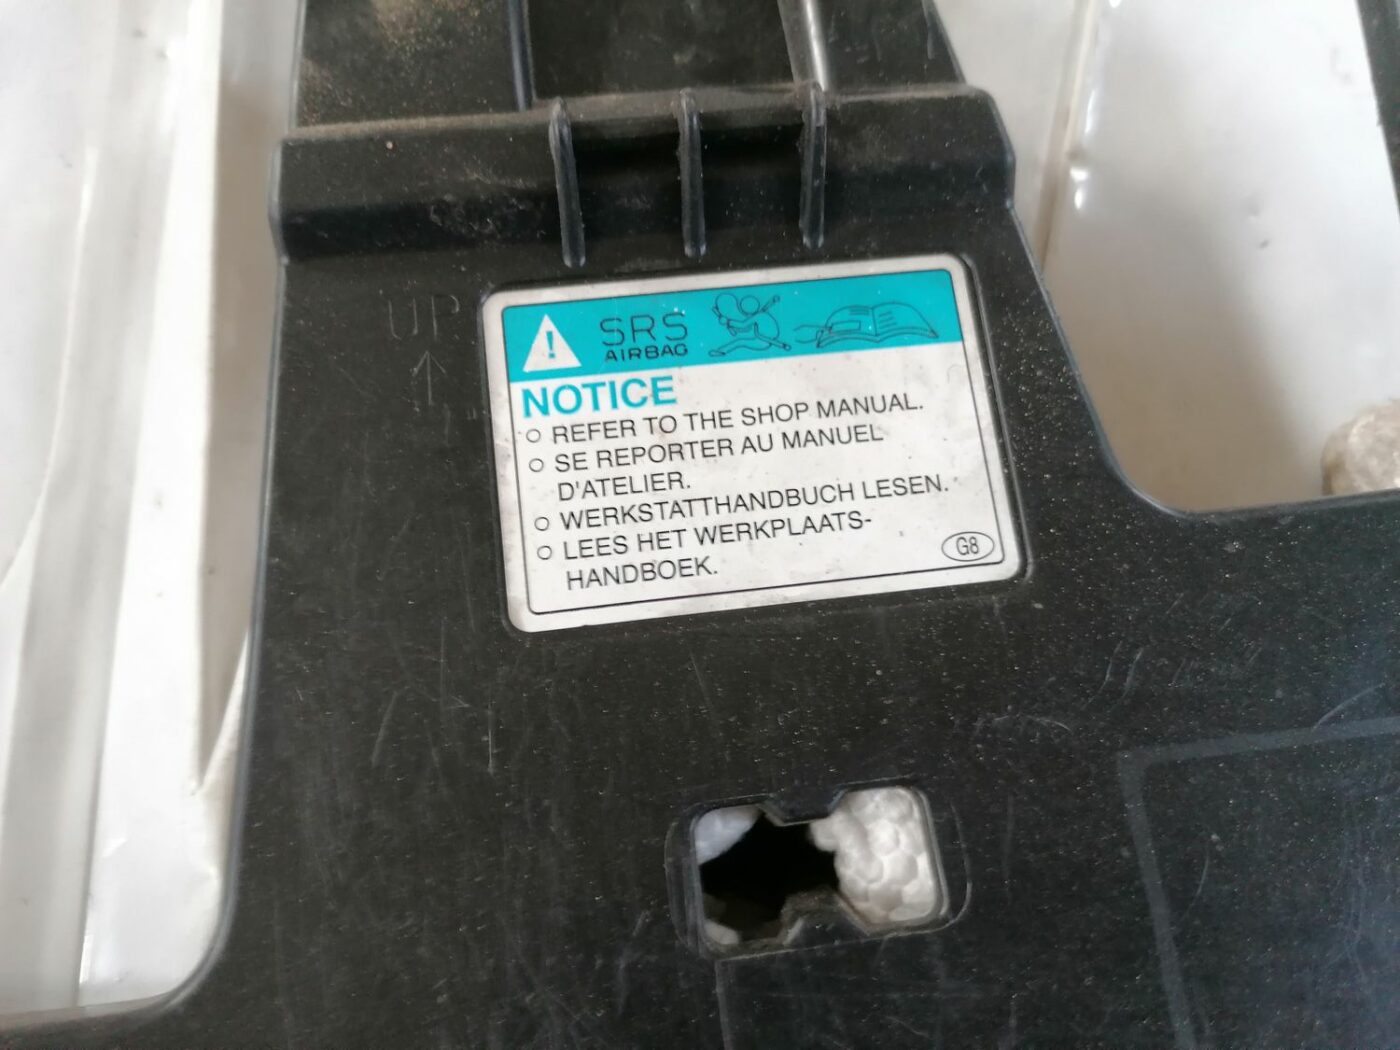 UP
!
SRS
AIRBAG
NOTICE
○ REFER TO THE SHOP MANUAL.
○ SE REPORTER AU MANUEL
D'ATELIER.
○ WERKSTATTHANDBUCH LESEN.
○ LEES HET WERKPLAATS-
HANDBOEK.
G8